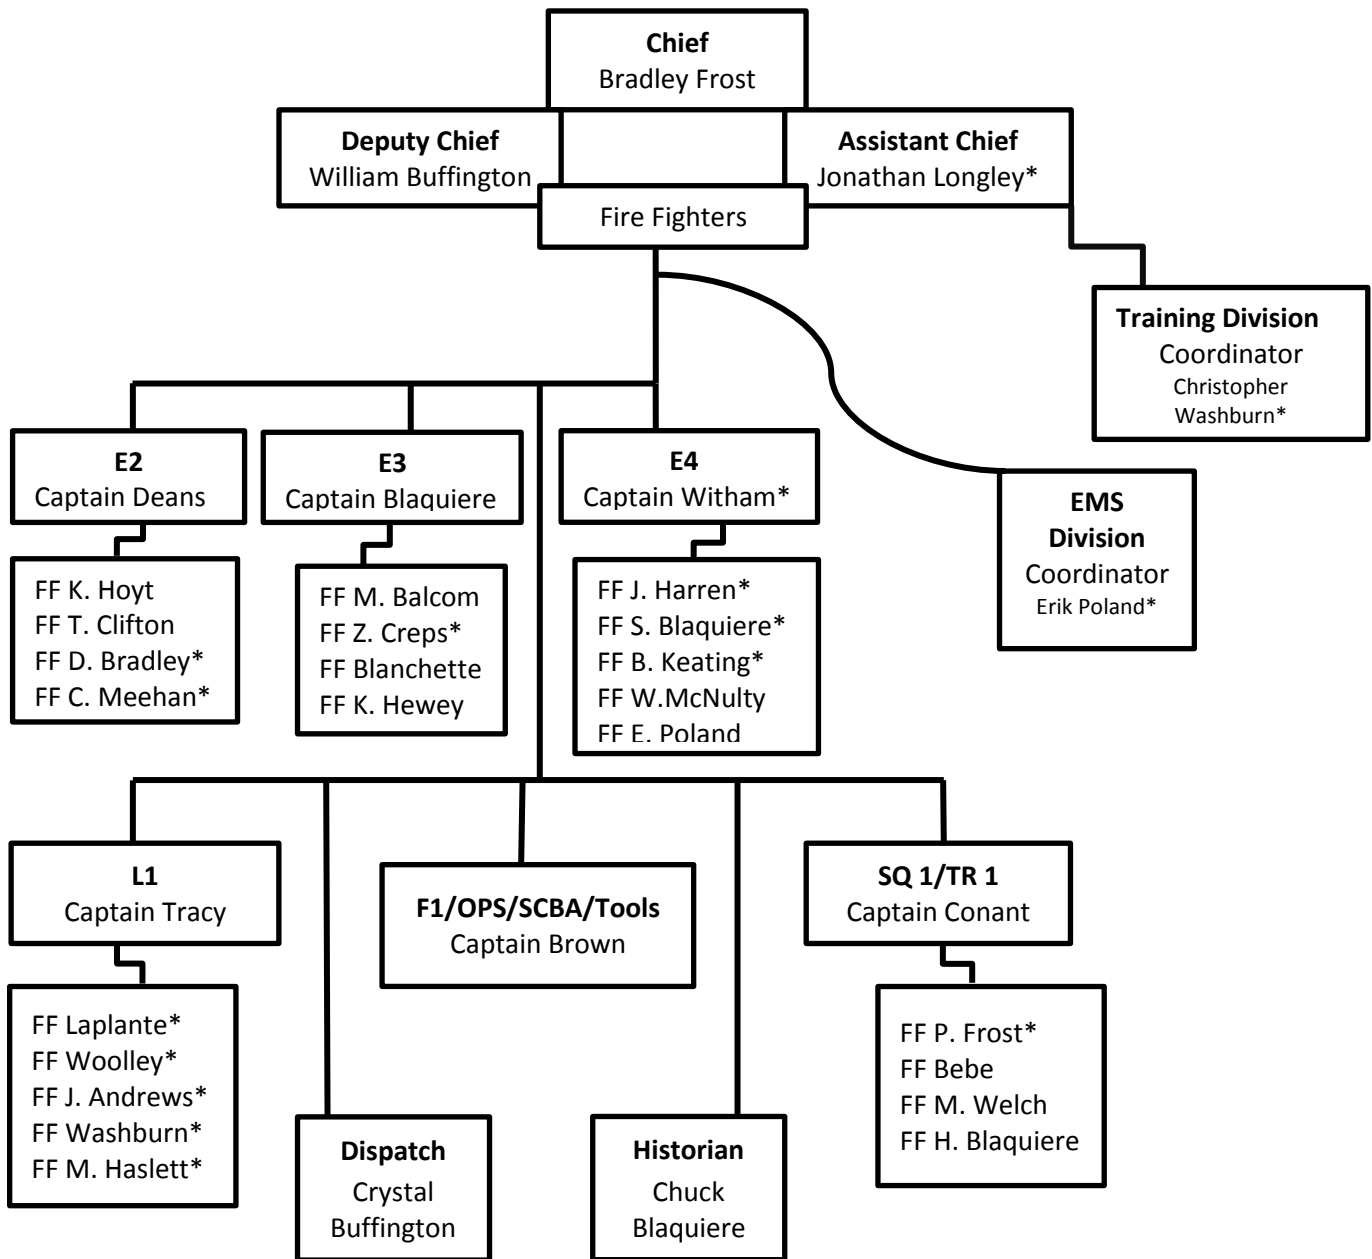 Chief
Bradley Frost
Deputy Chief
William Buffington
Assistant Chief
Jonathan Longley*
Fire Fighters
Training Division
Coordinator
Christopher
Washburn*
E2
Captain Deans
E3
Captain Blaquiere
E4
Captain Witham*
EMS
Division
Coordinator
Erik Poland*
FF K. Hoyt
FF T. Clifton
FF D. Bradley*
FF C. Meehan*
FF M. Balcom
FF Z. Creps*
FF Blanchette
FF K. Hewey
FF J. Harren*
FF S. Blaquiere*
FF B. Keating*
FF W.McNulty
FF E. Poland
L1
Captain Tracy
F1/OPS/SCBA/Tools
Captain Brown
SQ 1/TR 1
Captain Conant
FF Laplante*
FF Woolley*
FF J. Andrews*
FF Washburn*
FF M. Haslett*
Dispatch
Crystal
Buffington
Historian
Chuck
Blaquiere
FF P. Frost*
FF Bebe
FF M. Welch
FF H. Blaquiere